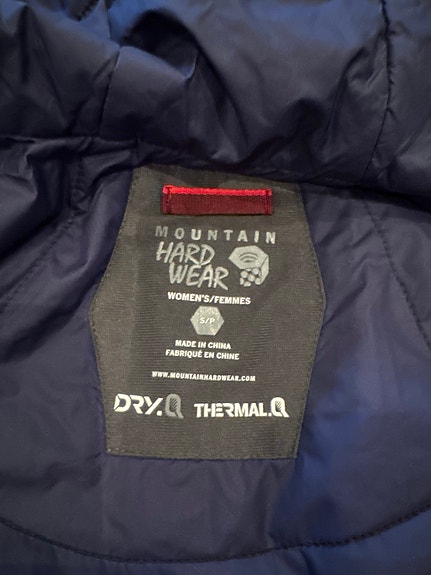 MOUNTAIN
HARD
WEAR
WOMEN'S/FEMMES
S/P
MADE IN CHINA
FABRIQUÉ EN CHINE
WWW.MOUNTAINHARDWEAR.COM
DRY.Q THERMAL.Q